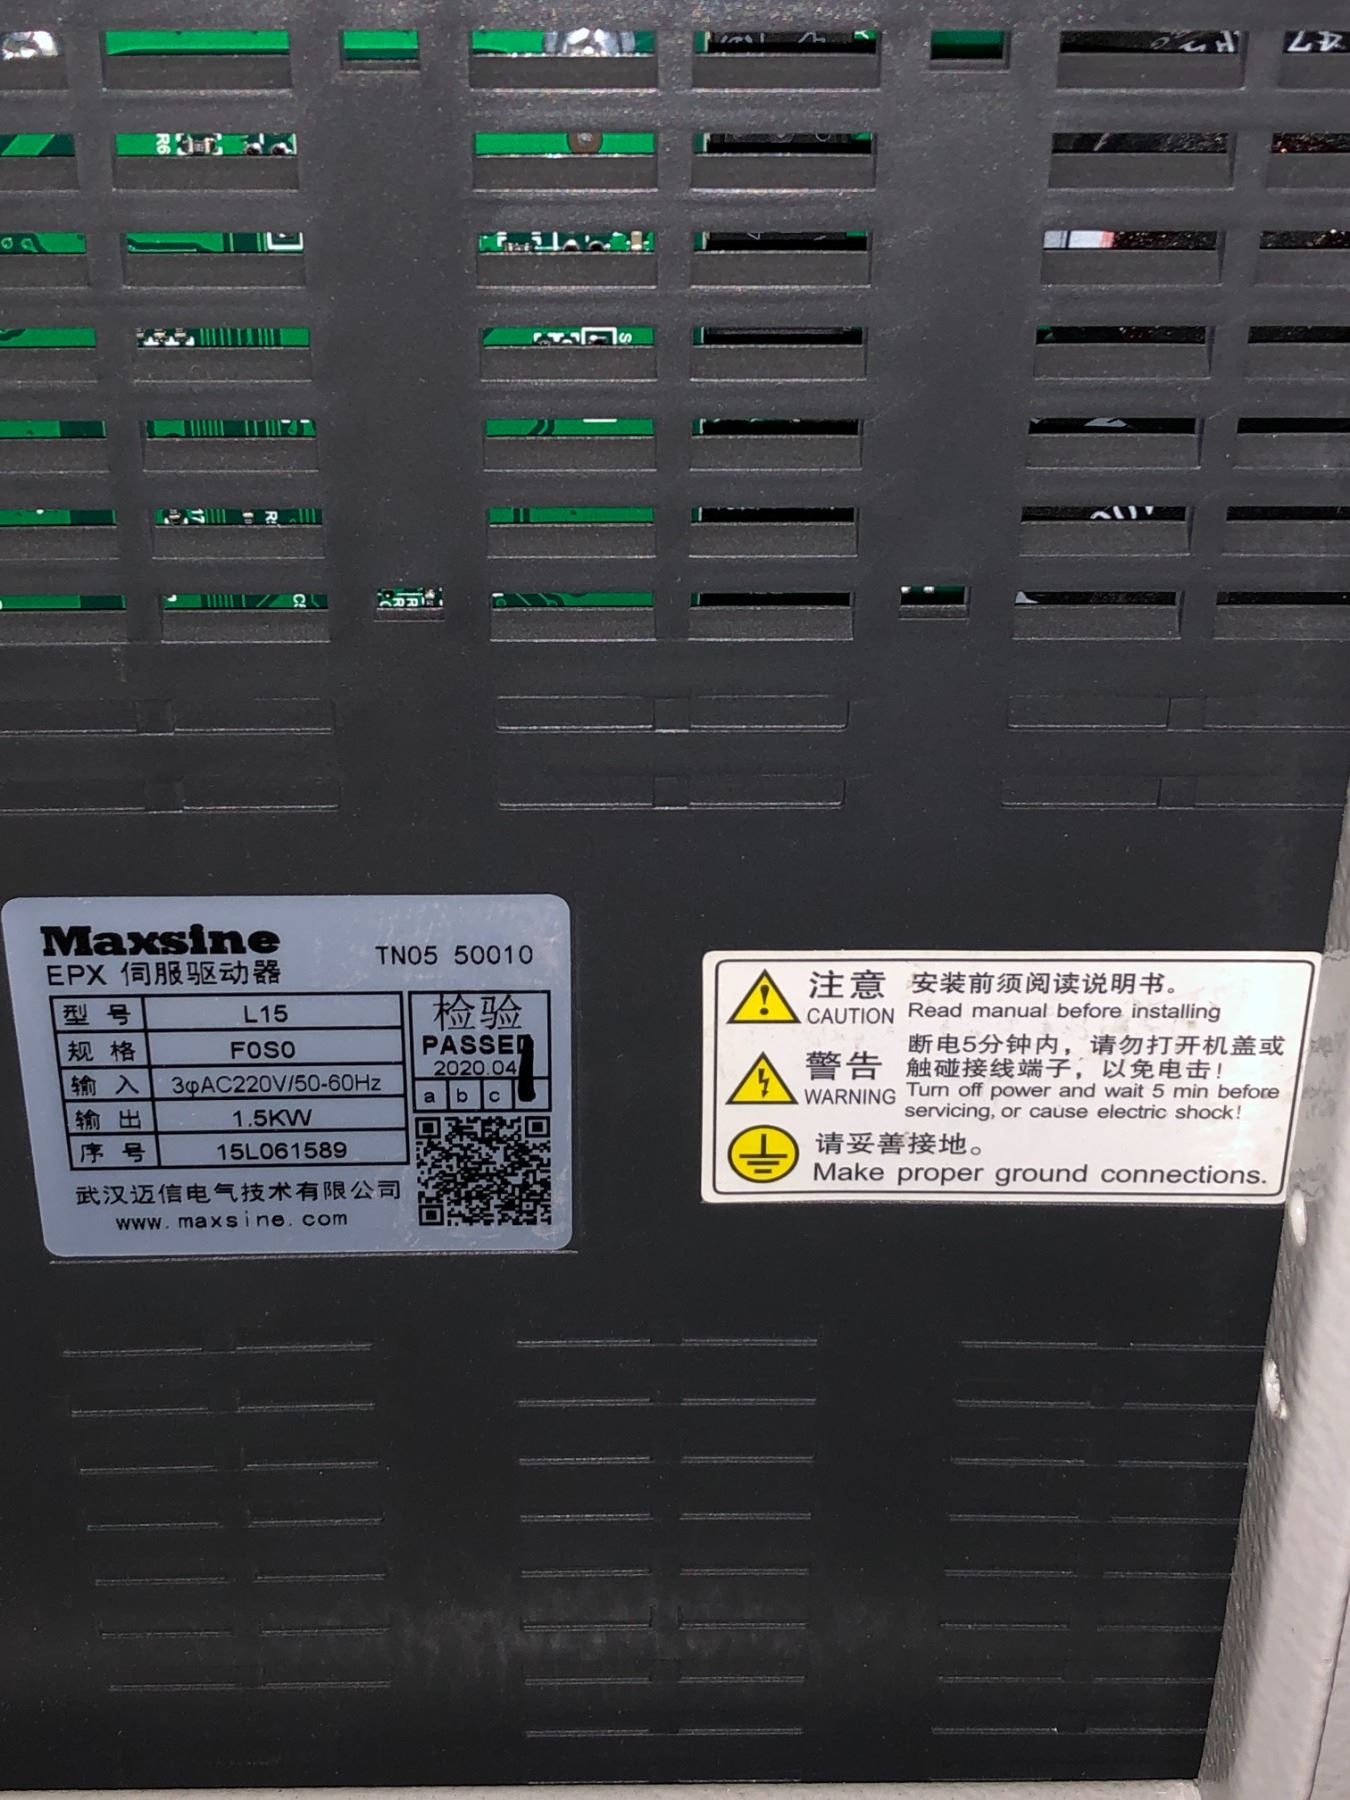 47
R6
S
17
R
C
R
R
Maxsine
TN05 50010
EPX 伺服驱动器
型 号 L15
规 格 F0S0
输 入 3φAC220V/50-60Hz
输 出 1.5KW
序 号 15L061589
检验
PASSED
2020.04
a b c
武汉迈信电气技术有限公司
www.maxsine.com
注意 安装前须阅读说明书。
CAUTION Read manual before installing
警告 断电5分钟内，请勿打开机盖或
触碰接线端子，以免电击！
WARNING Turn off power and wait 5 min before
servicing, or cause electric shock!
请妥善接地。
Make proper ground connections.